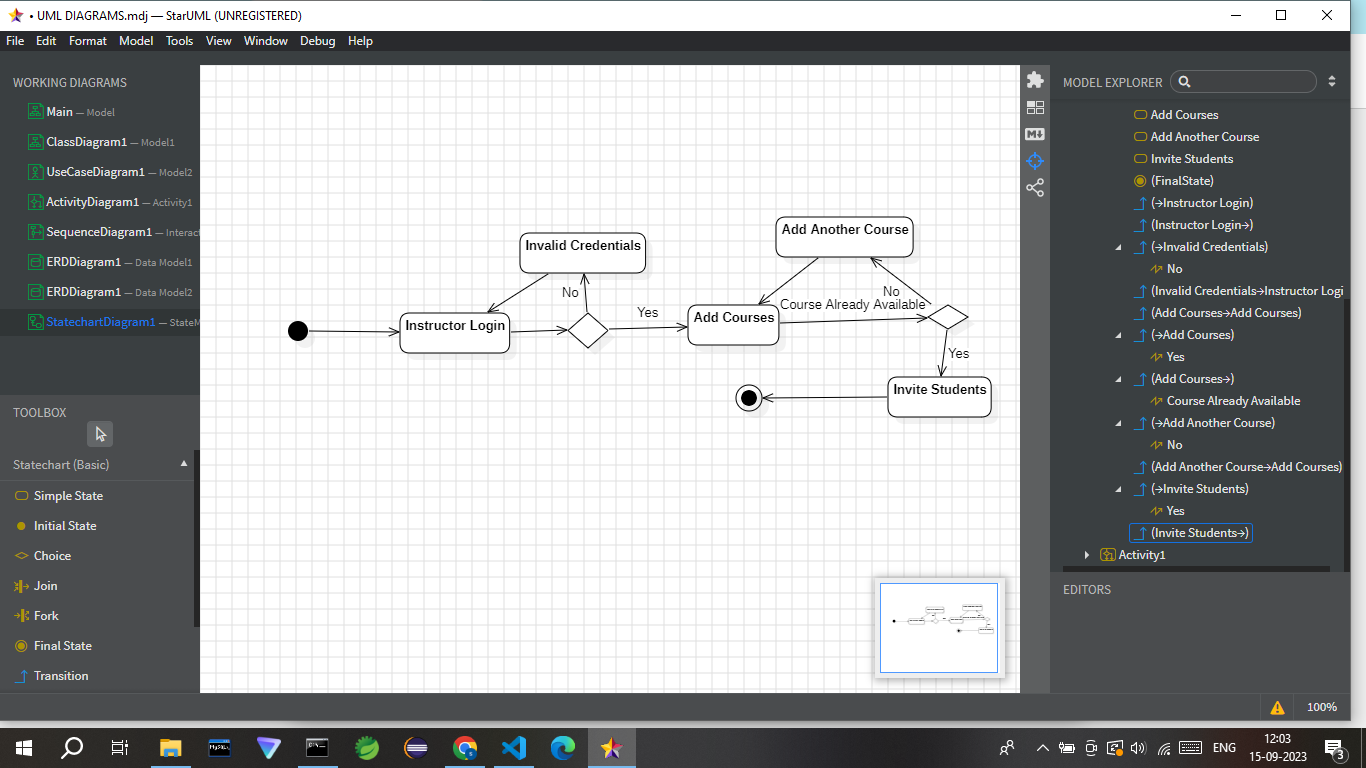 • UML DIAGRAMS.mdj — StarUML (UNREGISTERED)
File Edit Format Model Tools View Window Debug Help
WORKING DIAGRAMS
Main — Model
ClassDiagram1 — Model1
UseCaseDiagram1 — Model2
ActivityDiagram1 — Activity1
SequenceDiagram1 — Interact
ERDDiagram1 — Data Model1
ERDDiagram1 — Data Model2
StatechartDiagram1 — StateM
TOOLBOX
Statechart (Basic)
Simple State
Initial State
Choice
Join
Fork
Final State
Transition
Invalid Credentials
Add Another Course
No
No
Course Already Available
Instructor Login
Yes
Add Courses
Yes
Invite Students
M↓
MODEL EXPLORER
Add Courses
Add Another Course
Invite Students
(FinalState)
(→Instructor Login)
(Instructor Login→)
(→Invalid Credentials)
No
(Invalid Credentials→Instructor Logi
(Add Courses→Add Courses)
(→Add Courses)
Yes
(Add Courses→)
Course Already Available
(→Add Another Course)
No
(Add Another Course→Add Courses)
(→Invite Students)
Yes
(Invite Students→)
Activity1
EDITORS
100%
MySQL
ENG
12:03
15-09-2023
3